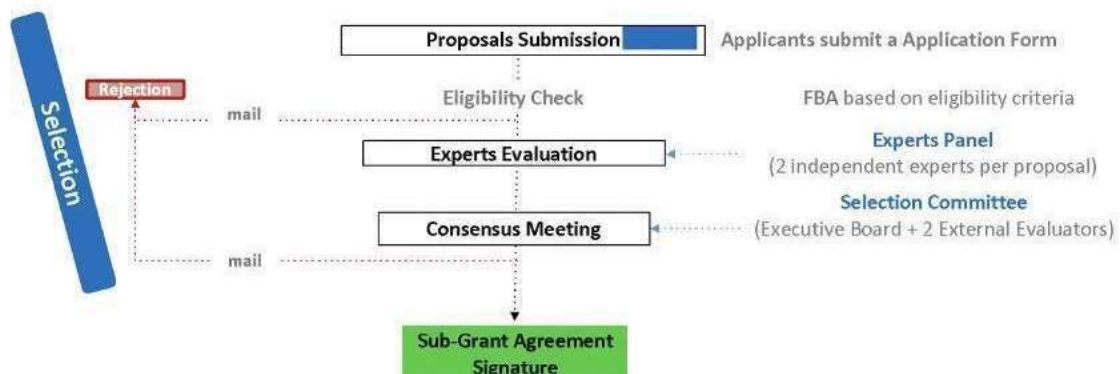 Selection
Proposals Submission
Applicants submit a Application Form
Rejection
Eligibility Check
FBA based on eligibility criteria
mail
Experts Evaluation
Experts Panel
(2 independent experts per proposal)
Selection Committee
Consensus Meeting
(Executive Board + 2 External Evaluators)
mail
Sub-Grant Agreement
Signature